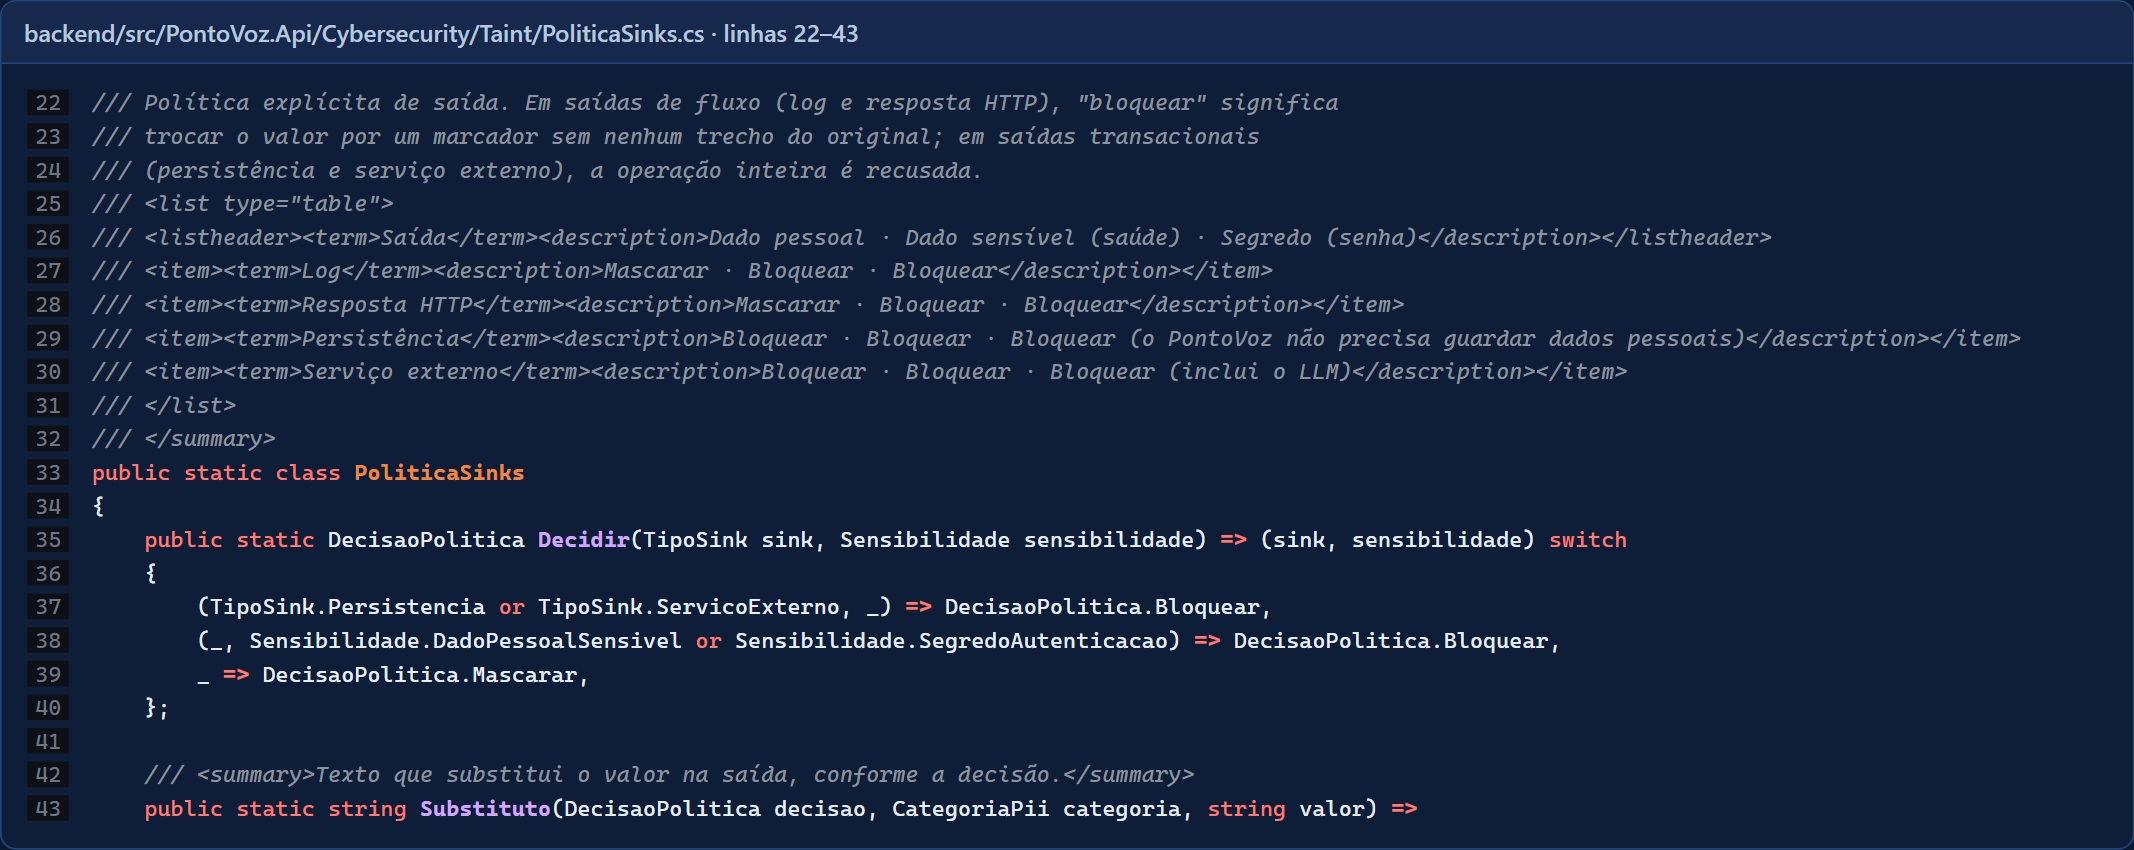 backend/src/PontoVoz.Api/Cybersecurity/Taint/PoliticaSinks.cs · linhas 22–43
22 /// Política explícita de saída. Em saídas de fluxo (log e resposta HTTP), "bloquear" significa
23 /// trocar o valor por um marcador sem nenhum trecho do original; em saídas transacionais
24 /// (persistência e serviço externo), a operação inteira é recusada.
25 /// <list type="table">
26 /// <listheader><term>Saída</term><description>Dado pessoal · Dado sensível (saúde) · Segredo (senha)</description></listheader>
27 /// <item><term>Log</term><description>Mascarar · Bloquear · Bloquear</description></item>
28 /// <item><term>Resposta HTTP</term><description>Mascarar · Bloquear · Bloquear</description></item>
29 /// <item><term>Persistência</term><description>Bloquear · Bloquear · Bloquear (o PontoVoz não precisa guardar dados pessoais)</description></item>
30 /// <item><term>Serviço externo</term><description>Bloquear · Bloquear · Bloquear (inclui o LLM)</description></item>
31 /// </list>
32 /// </summary>
33 public static class PoliticaSinks
34 {
35     public static DecisaoPolitica Decidir(TipoSink sink, Sensibilidade sensibilidade) => (sink, sensibilidade) switch
36     {
37         (TipoSink.Persistencia or TipoSink.ServicoExterno, _) => DecisaoPolitica.Bloquear,
38         (_, Sensibilidade.DadoPessoalSensivel or Sensibilidade.SegredoAutenticacao) => DecisaoPolitica.Bloquear,
39         _ => DecisaoPolitica.Mascarar,
40     };
41
42     /// <summary>Texto que substitui o valor na saída, conforme a decisão.</summary>
43     public static string Substituto(DecisaoPolitica decisao, CategoriaPii categoria, string valor) =>